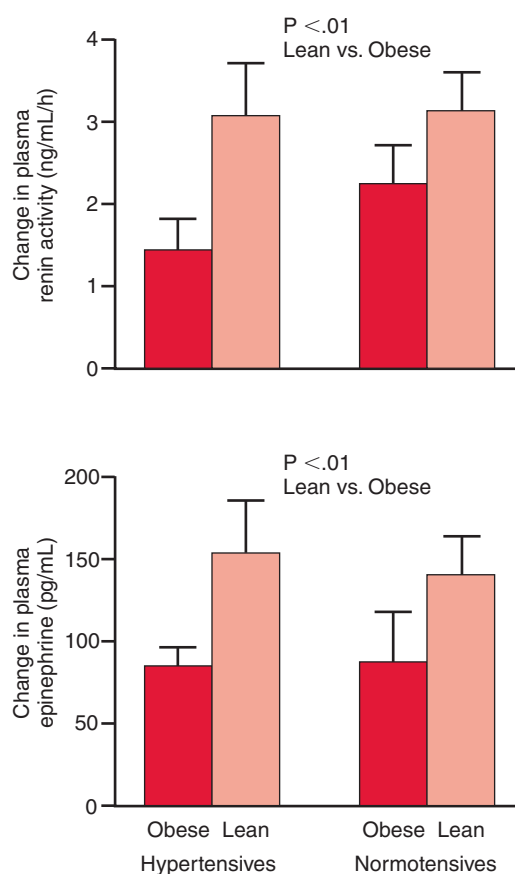 P <.01
Lean vs. Obese
Change in plasma
renin activity (ng/mL/h)
4
3
2
1
0
P <.01
Lean vs. Obese
Change in plasma
epinephrine (pg/mL)
200
150
100
50
0
Obese Lean Obese Lean
Hypertensives Normotensives